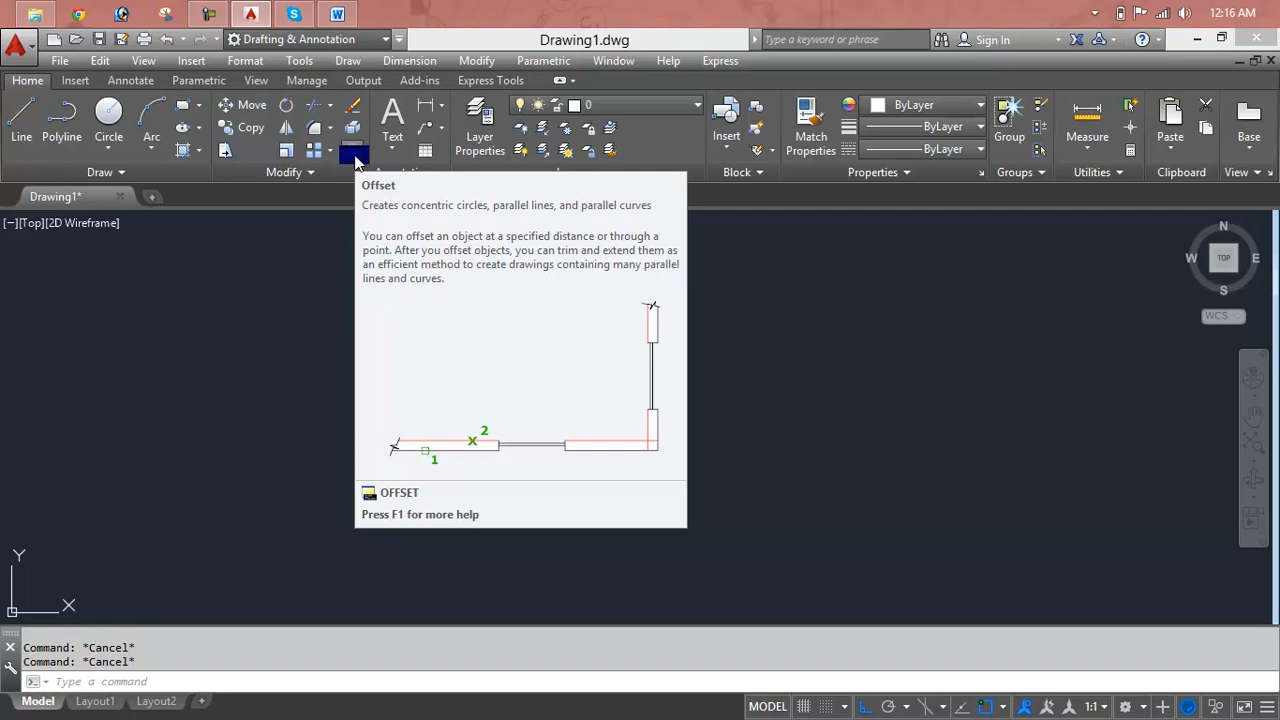 12:16 AM
Drafting & Annotation
Drawing1.dwg
Type a keyword or phrase
Sign In
File Edit View Insert Format Tools Draw Dimension Modify Parametric Window Help Express
Home Insert Annotation Parametric View Manage Output Add-ins Express Tools
Line Polyline Circle Arc
Move
Copy
Text
Layer
Properties
0
Insert
Match
Properties
ByLayer
ByLayer
ByLayer
Group
Measure
Paste
Base
Draw Modify Block Properties Groups Utilities Clipboard View
Drawing1*
[−][Top][2D Wireframe]
Offset
Creates concentric circles, parallel lines, and parallel curves
You can offset an object at a specified distance or through a
point. After you offset objects, you can trim and extend them as
an efficient method to create drawings containing many parallel
lines and curves.
2
x
1
OFFSET
Press F1 for more help
N
W TOP E
S
WCS
Y
X
Command: *Cancel*
Command: *Cancel*
Type a command
Model Layout1 Layout2 +
MODEL
1:1